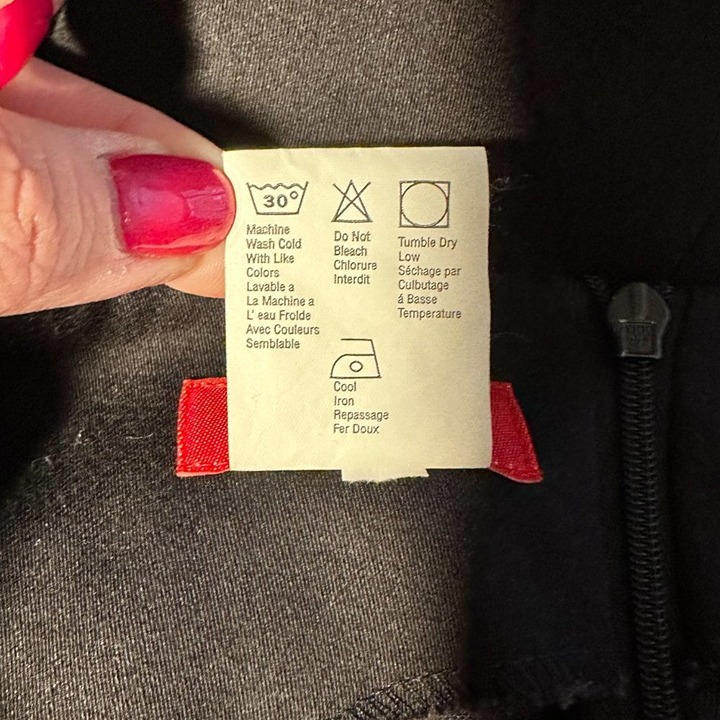 30°
Machine
Wash Cold
With Like
Colors
Lavable a
La Machine a
L' eau Frolde
Avec Couleurs
Semblable
Do Not
Bleach
Chlorure
Interdit
Tumble Dry
Low
Séchage par
Culbutage
á Basse
Temperature
Cool
Iron
Repassage
Fer Doux